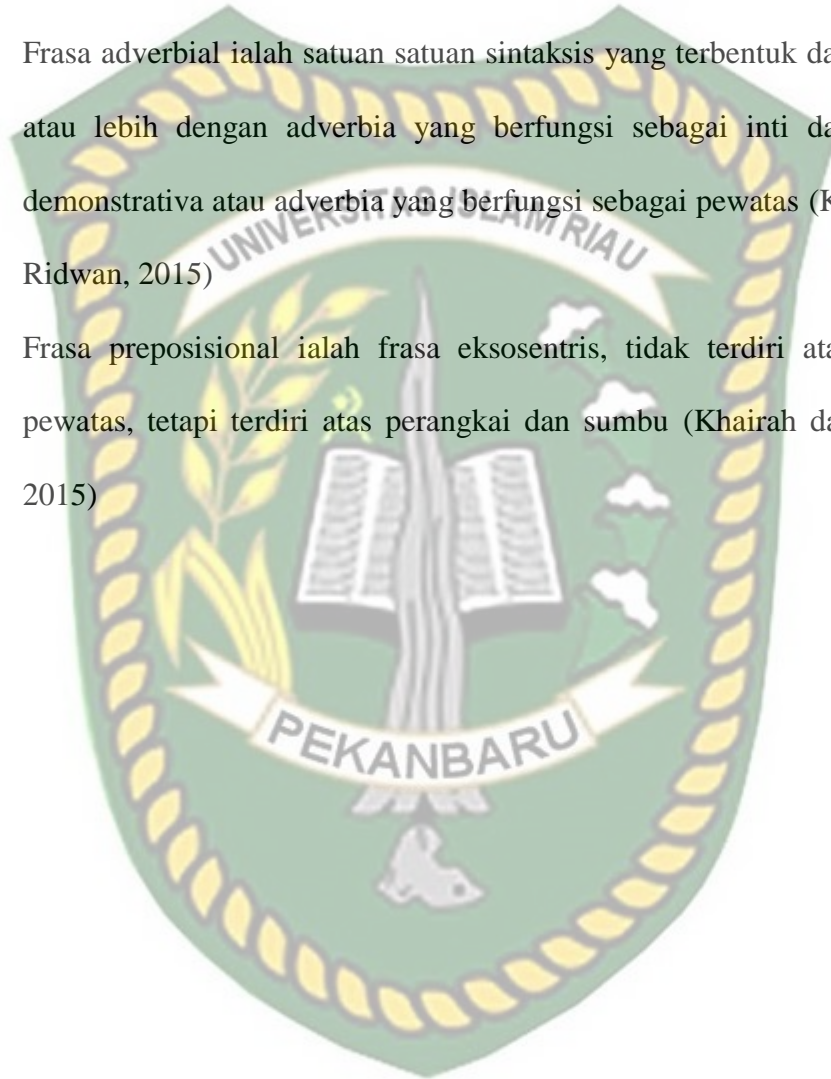 Frasa adverbial ialah satuan satuan sintaksis yang terbentuk da
atau lebih dengan adverbia yang berfungsi sebagai inti da
demonstrativa atau adverbia yang berfungsi sebagai pewatas (K
UNIVERSITAS ISLAM RIAU
Ridwan, 2015)
Frasa preposisional ialah frasa eksosentris, tidak terdiri ata
pewatas, tetapi terdiri atas perangkai dan sumbu (Khairah da
2015)
PEKANBARU